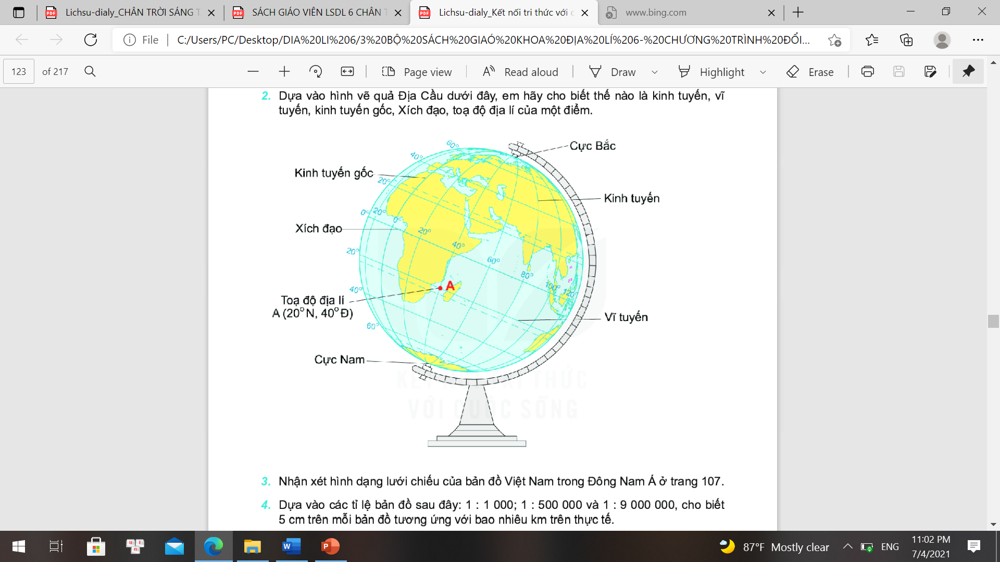 Lichsu-dialy_CHÂN TRỜI SÁNG T
SÁCH GIÁO VIÊN LSDL 6 CHÂN T
Lichsu-dialy_Kết nối tri thức với c
www.bing.com
File
C:/Users/PC/Desktop/DIA%20LI%206/3%20BỘ%20SÁCH%20GIAÓ%20KHOA%20ĐỊA%20LÍ%206-%20CHƯƠNG%20TRÌNH%20ĐỔI...
123 of 217
Page view
Read aloud
Draw
Highlight
Erase
2. Dựa vào hình vẽ quả Địa Cầu dưới đây, em hãy cho biết thế nào là kinh tuyến, vĩ
tuyến, kinh tuyến gốc, Xích đạo, toạ độ địa lí của một điểm.
60°
Cực Bắc
40°
Kinh tuyến gốc
20°
Kinh tuyến
0° 20°
0°
Xích đạo
20°
40°
20°
60°
80°
A
100°
40°
120°
Toạ độ địa lí
A (20°N, 40°Đ)
Vĩ tuyến
60°
Cực Nam
KẾT NỐI TRI THỨC
VỚI CUỘC SỐNG
3. Nhận xét hình dạng lưới chiếu của bản đồ Việt Nam trong Đông Nam Á ở trang 107.
4. Dựa vào các tỉ lệ bản đồ sau đây: 1 : 1 000; 1 : 500 000 và 1 : 9 000 000, cho biết
5 cm trên mỗi bản đồ tương ứng với bao nhiêu km trên thực tế.
87°F Mostly clear
ENG
11:02 PM
7/4/2021